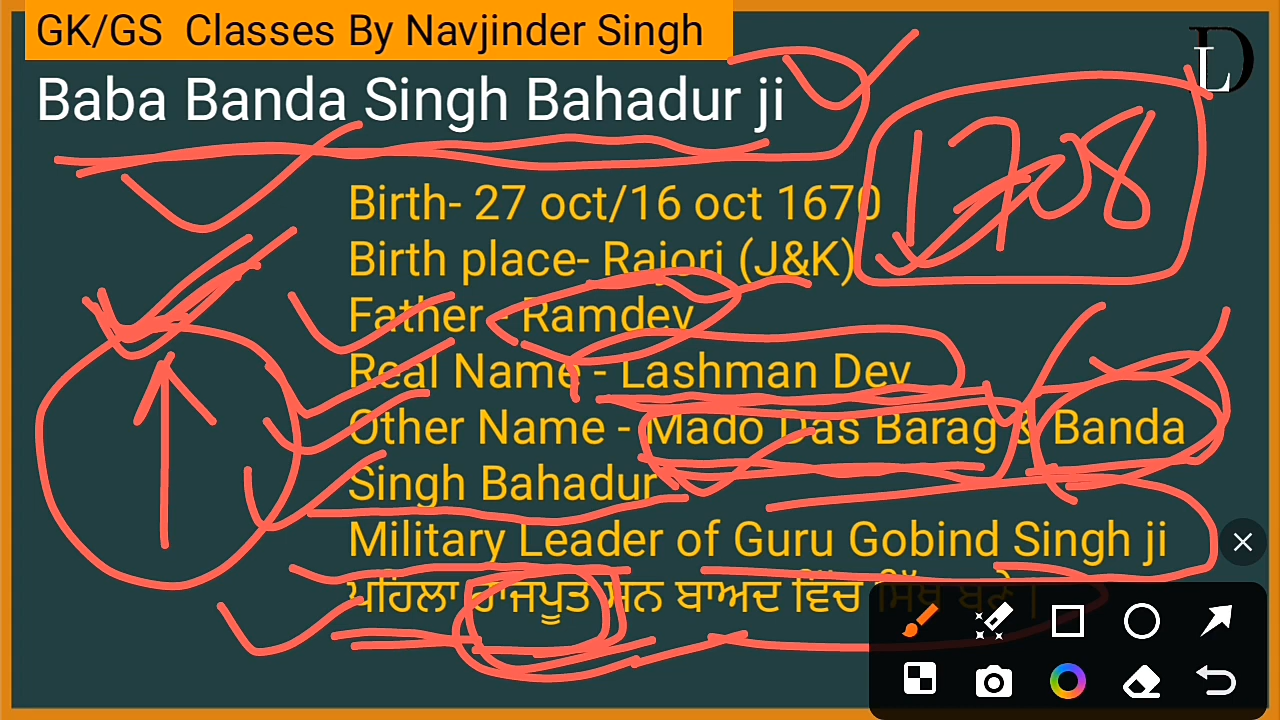 GK/GS Classes By Navjinder Singh
LD
Baba Banda Singh Bahadur ji
1708
Birth- 27 oct/16 oct 1670
Birth place- Rajori (J&K)
Father - Ramdev
Real Name - Lashman Dev
Other Name - Mado Das Barag & Banda
Singh Bahadur
Military Leader of Guru Gobind Singh ji
ਪਹਿਲਾ ਰਾਜਪੂਤ ਸਨ ਬਾਅਦ ਵਿੱਚ ਸਿੱਖ ਬਣੇ |